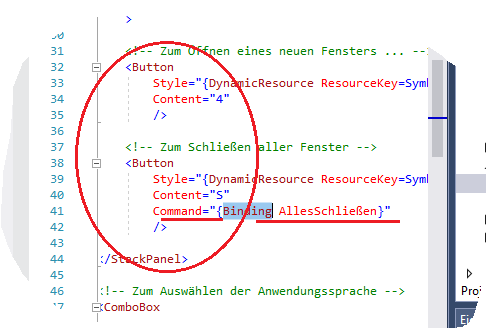 >
31 <!-- Zum Öffnen eines neuen Fensters ... -->
32 <Button
33 Style="{DynamicResource ResourceKey=Symb
34 Content="4"
35 />
36
37 <!-- Zum Schließen aller Fenster -->
38 <Button
39 Style="{DynamicResource ResourceKey=Symb
40 Content="S"
41 Command="{Binding AllesSchließen}"
42 />
43
44 </StackPanel>
45
46 <!-- Zum Auswählen der Anwendungssprache -->
47 <ComboBox
Proj
Ei